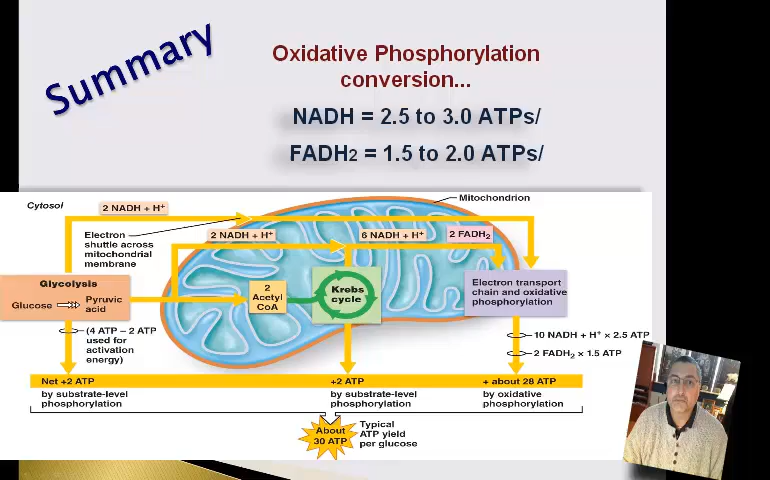 Summary
Oxidative Phosphorylation
conversion...
NADH = 2.5 to 3.0 ATPs/
FADH2 = 1.5 to 2.0 ATPs/
Cytosol
2 NADH + H⁺
Mitochondrion
Electron
shuttle across
mitochondrial
membrane
2 NADH + H⁺
6 NADH + H⁺
2 FADH₂
Glycolysis
Glucose
Pyruvic
acid
2
Acetyl
CoA
Krebs
cycle
Electron transport
chain and oxidative
phosphorylation
(4 ATP – 2 ATP
used for
activation
energy)
10 NADH + H⁺ × 2.5 ATP
2 FADH₂ × 1.5 ATP
Net +2 ATP
by substrate-level
phosphorylation
+2 ATP
by substrate-level
phosphorylation
+ about 28 ATP
by oxidative
phosphorylation
About
30 ATP
Typical
ATP yield
per glucose